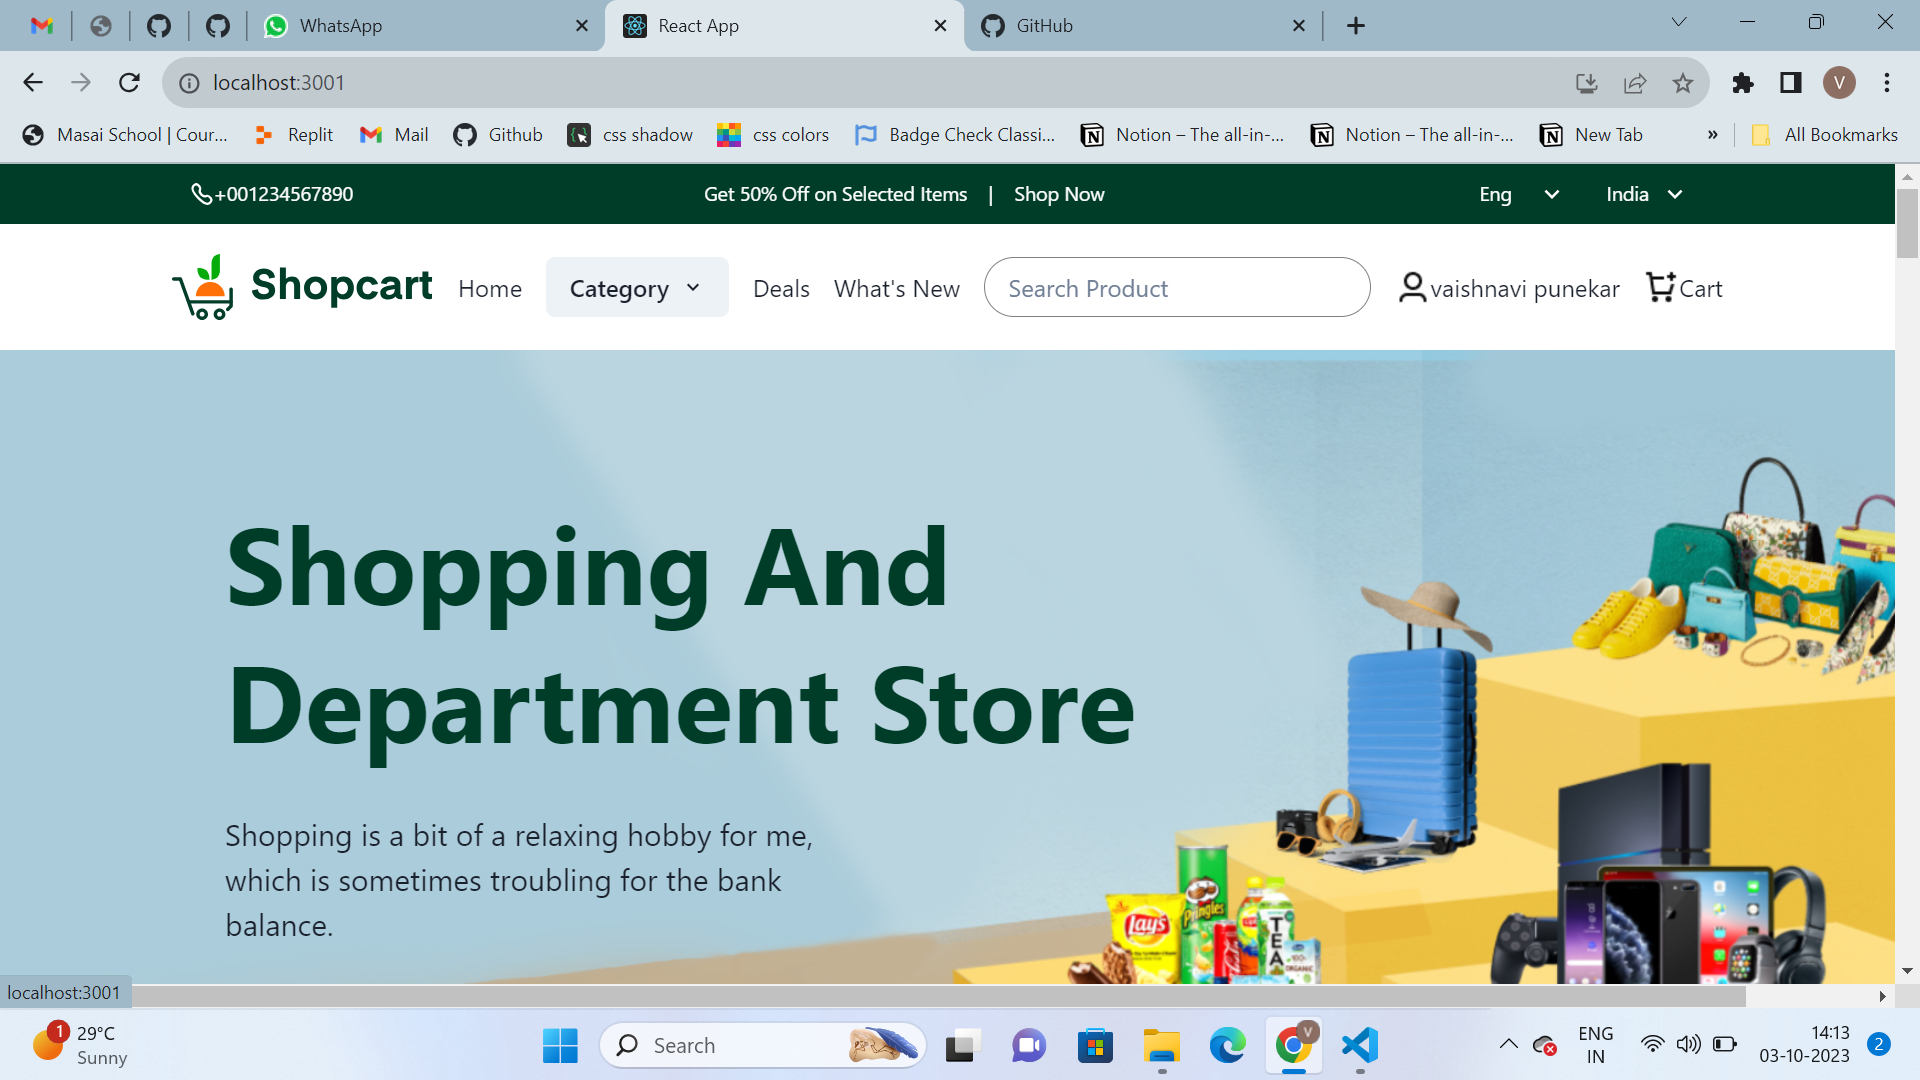 WhatsApp
React App
GitHub
localhost:3001
V
Masai School | Cour...
Replit
Mail
Github
css shadow
css colors
Badge Check Classi...
Notion – The all-in-...
Notion – The all-in-...
New Tab
»
All Bookmarks
+001234567890
Get 50% Off on Selected Items | Shop Now
Eng
India
Shopcart
Home
Category
Deals
What's New
Search Product
vaishnavi punekar
Cart
Shopping And
Department Store
Shopping is a bit of a relaxing hobby for me,
which is sometimes troubling for the bank
balance.
Lay's
Pringles
TEA
100%
ORGANIC
localhost:3001
1
29°C
Sunny
Search
V
ENG
IN
14:13
03-10-2023
2